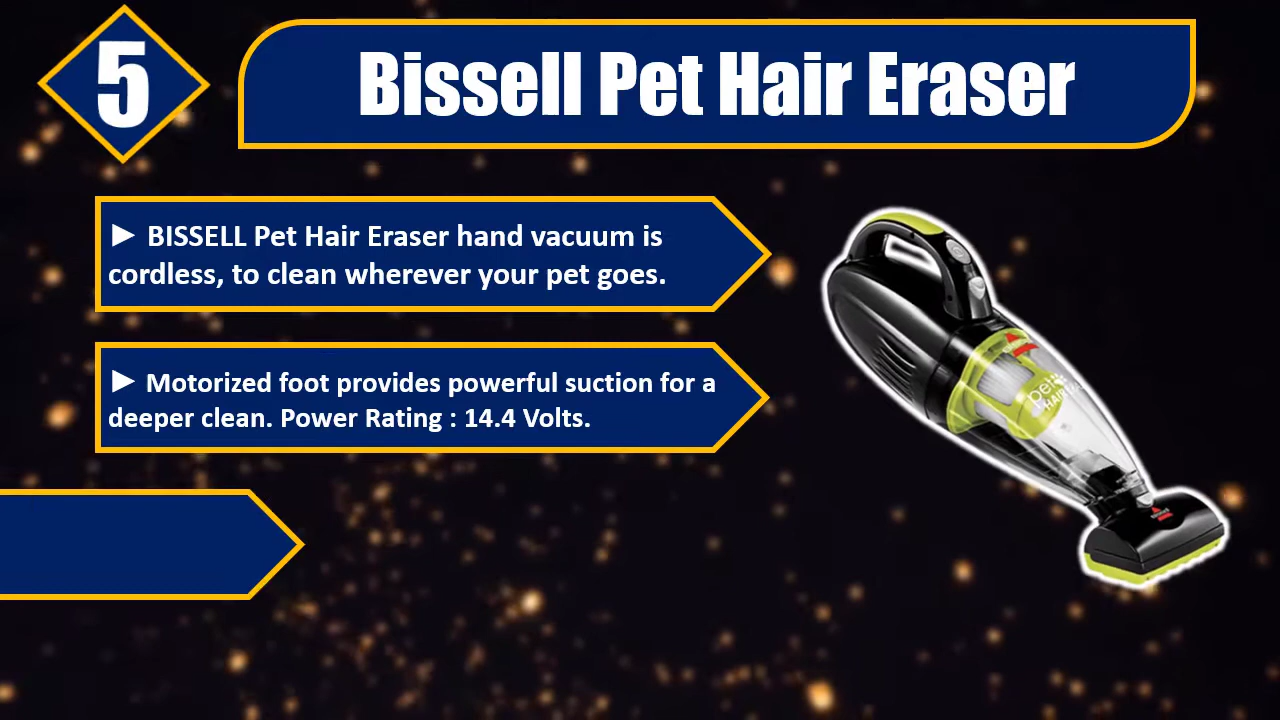 5
Bissell Pet Hair Eraser
► BISSELL Pet Hair Eraser hand vacuum is
cordless, to clean wherever your pet goes.
► Motorized foot provides powerful suction for a
deeper clean. Power Rating : 14.4 Volts.
pet